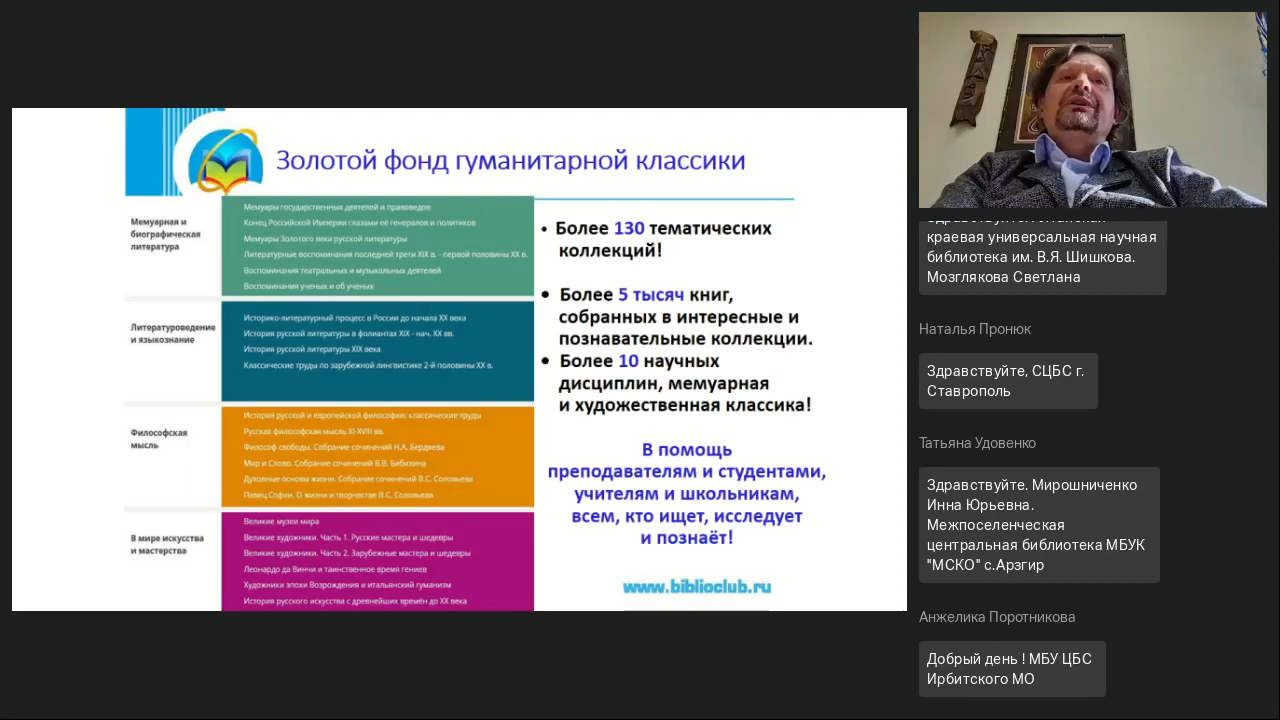 Золотой фонд гуманитарной классики
Мемуарная и
биографическая
литература
Мемуары государственных деятелей и правоведов
Конец Российской Империи глазами её генералов и политиков
Мемуары Золотого века русской литературы
Литературные воспоминания последней трети XIX в. - первой половины XX в.
Воспоминания театральных и музыкальных деятелей
Воспоминания ученых и об ученых
Литературоведение
и языкознание
Историко-литературный процесс в России до начала XX века
История русской литературы в фолиантах XIX - нач. XX вв.
История русской литературы XIX века
Классические труды по зарубежной лингвистике 2-й половины XX в.
Философская
мысль
История русской и европейской философии: классические труды
Русская философская мысль XI-XVIII вв.
Философ свободы. Собрание сочинений Н.А. Бердяева
Мир и Слово. Собрание сочинений В.В. Бибихина
Духовные основы жизни. Собрание сочинений В.С. Соловьева
Певец Софии. О жизни и творчестве В.С. Соловьева
В мире искусства
и мастерства
Великие музеи мира
Великие художники. Часть 1. Русские мастера и шедевры
Великие художники. Часть 2. Зарубежные мастера и шедевры
Леонардо да Винчи и таинственное время гениев
Художники эпохи Возрождения и итальянский гуманизм
История русского искусства с древнейших времён до XX века
• Более 130 тематических
коллекций!
• Более 5 тысяч книг,
собранных в интересные и
познавательные коллекции.
• Более 10 научных
дисциплин, мемуарная
и художественная классика!
В помощь
преподавателям и студентами,
учителям и школьникам,
всем, кто ищет, исследует
и познаёт!
www.biblioclub.ru
краевая универсальная научная
библиотека им. В.Я. Шишкова.
Мозглякова Светлана
Наталья Пронюк
Здравствуйте, СЦБС г.
Ставрополь
Татьяна Удовенко
Здравствуйте. Мирошниченко
Инна Юрьевна.
Межпоселенческая
центральная библиотека МБУК
"МСКО" с.Арзгир
Анжелика Поротникова
Добрый день ! МБУ ЦБС
Ирбитского МО